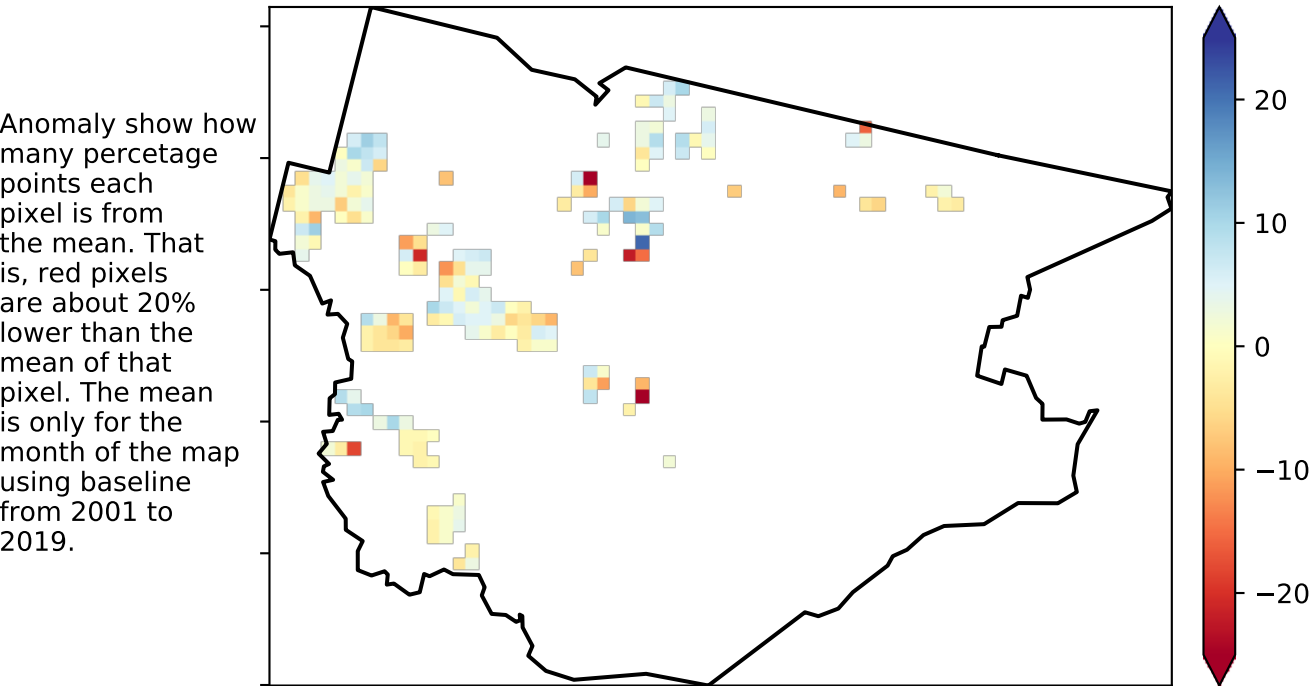 Anomaly show how
many percetage
points each
pixel is from
the mean. That
is, red pixels
are about 20%
lower than the
mean of that
pixel. The mean
is only for the
month of the map
using baseline
from 2001 to
2019.
20
10
0
−10
−20